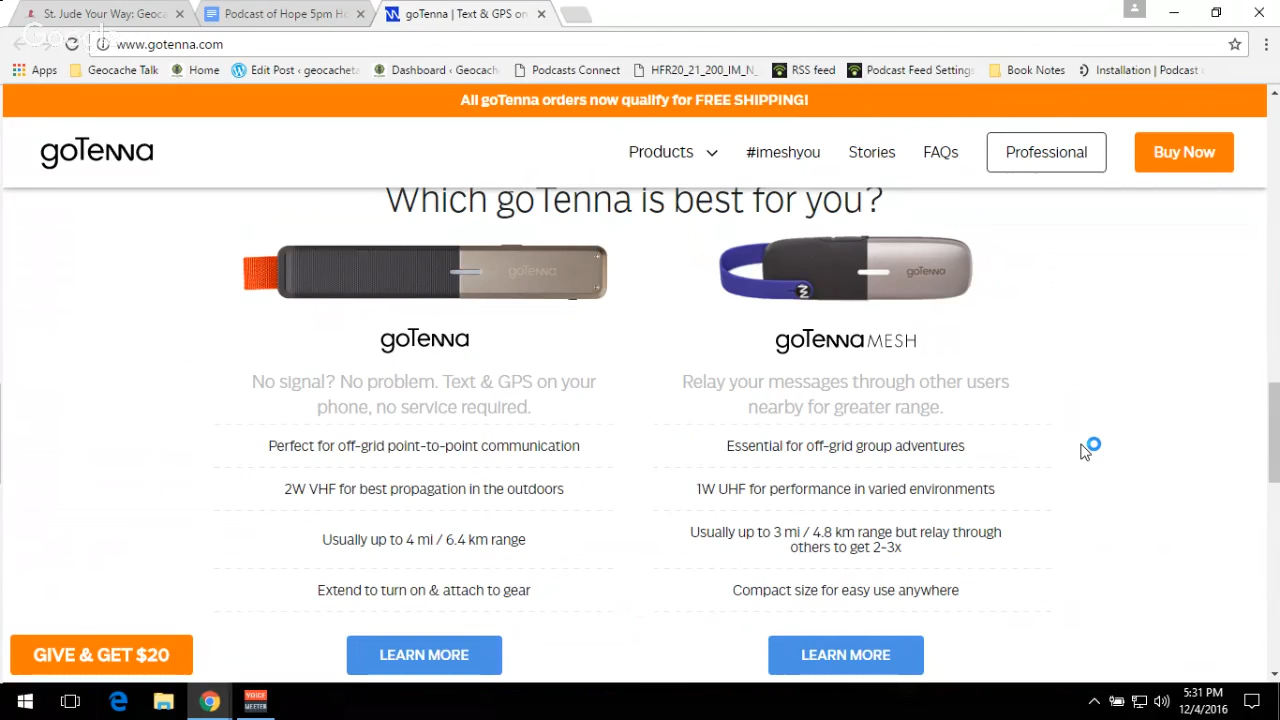 St. Jude Your Way: Geoca
Podcast of Hope 5pm H
goTenna | Text & GPS on
Google
www.gotenna.com
Apps Geocache Talk Home Edit Post ‹ geocacheta Dashboard ‹ Geocach Podcasts Connect HFR20_21_200_IM_N_ RSS feed Podcast Feed Settings Book Notes Installation | Podcast
All goTenna orders now qualify for FREE SHIPPING!
goTenna Products #imeshyou Stories FAQs Professional Buy Now
Which goTenna is best for you?
goTenna
goTenna
goTenna
goTenna MESH
No signal? No problem. Text & GPS on your
phone, no service required.
Relay your messages through other users
nearby for greater range.
Perfect for off-grid point-to-point communication
Essential for off-grid group adventures
2W VHF for best propagation in the outdoors
1W UHF for performance in varied environments
Usually up to 4 mi / 6.4 km range
Usually up to 3 mi / 4.8 km range but relay through
others to get 2-3x
Extend to turn on & attach to gear
Compact size for easy use anywhere
GIVE & GET $20
LEARN MORE
LEARN MORE
VOICE
MEETER
5:31 PM
12/4/2016